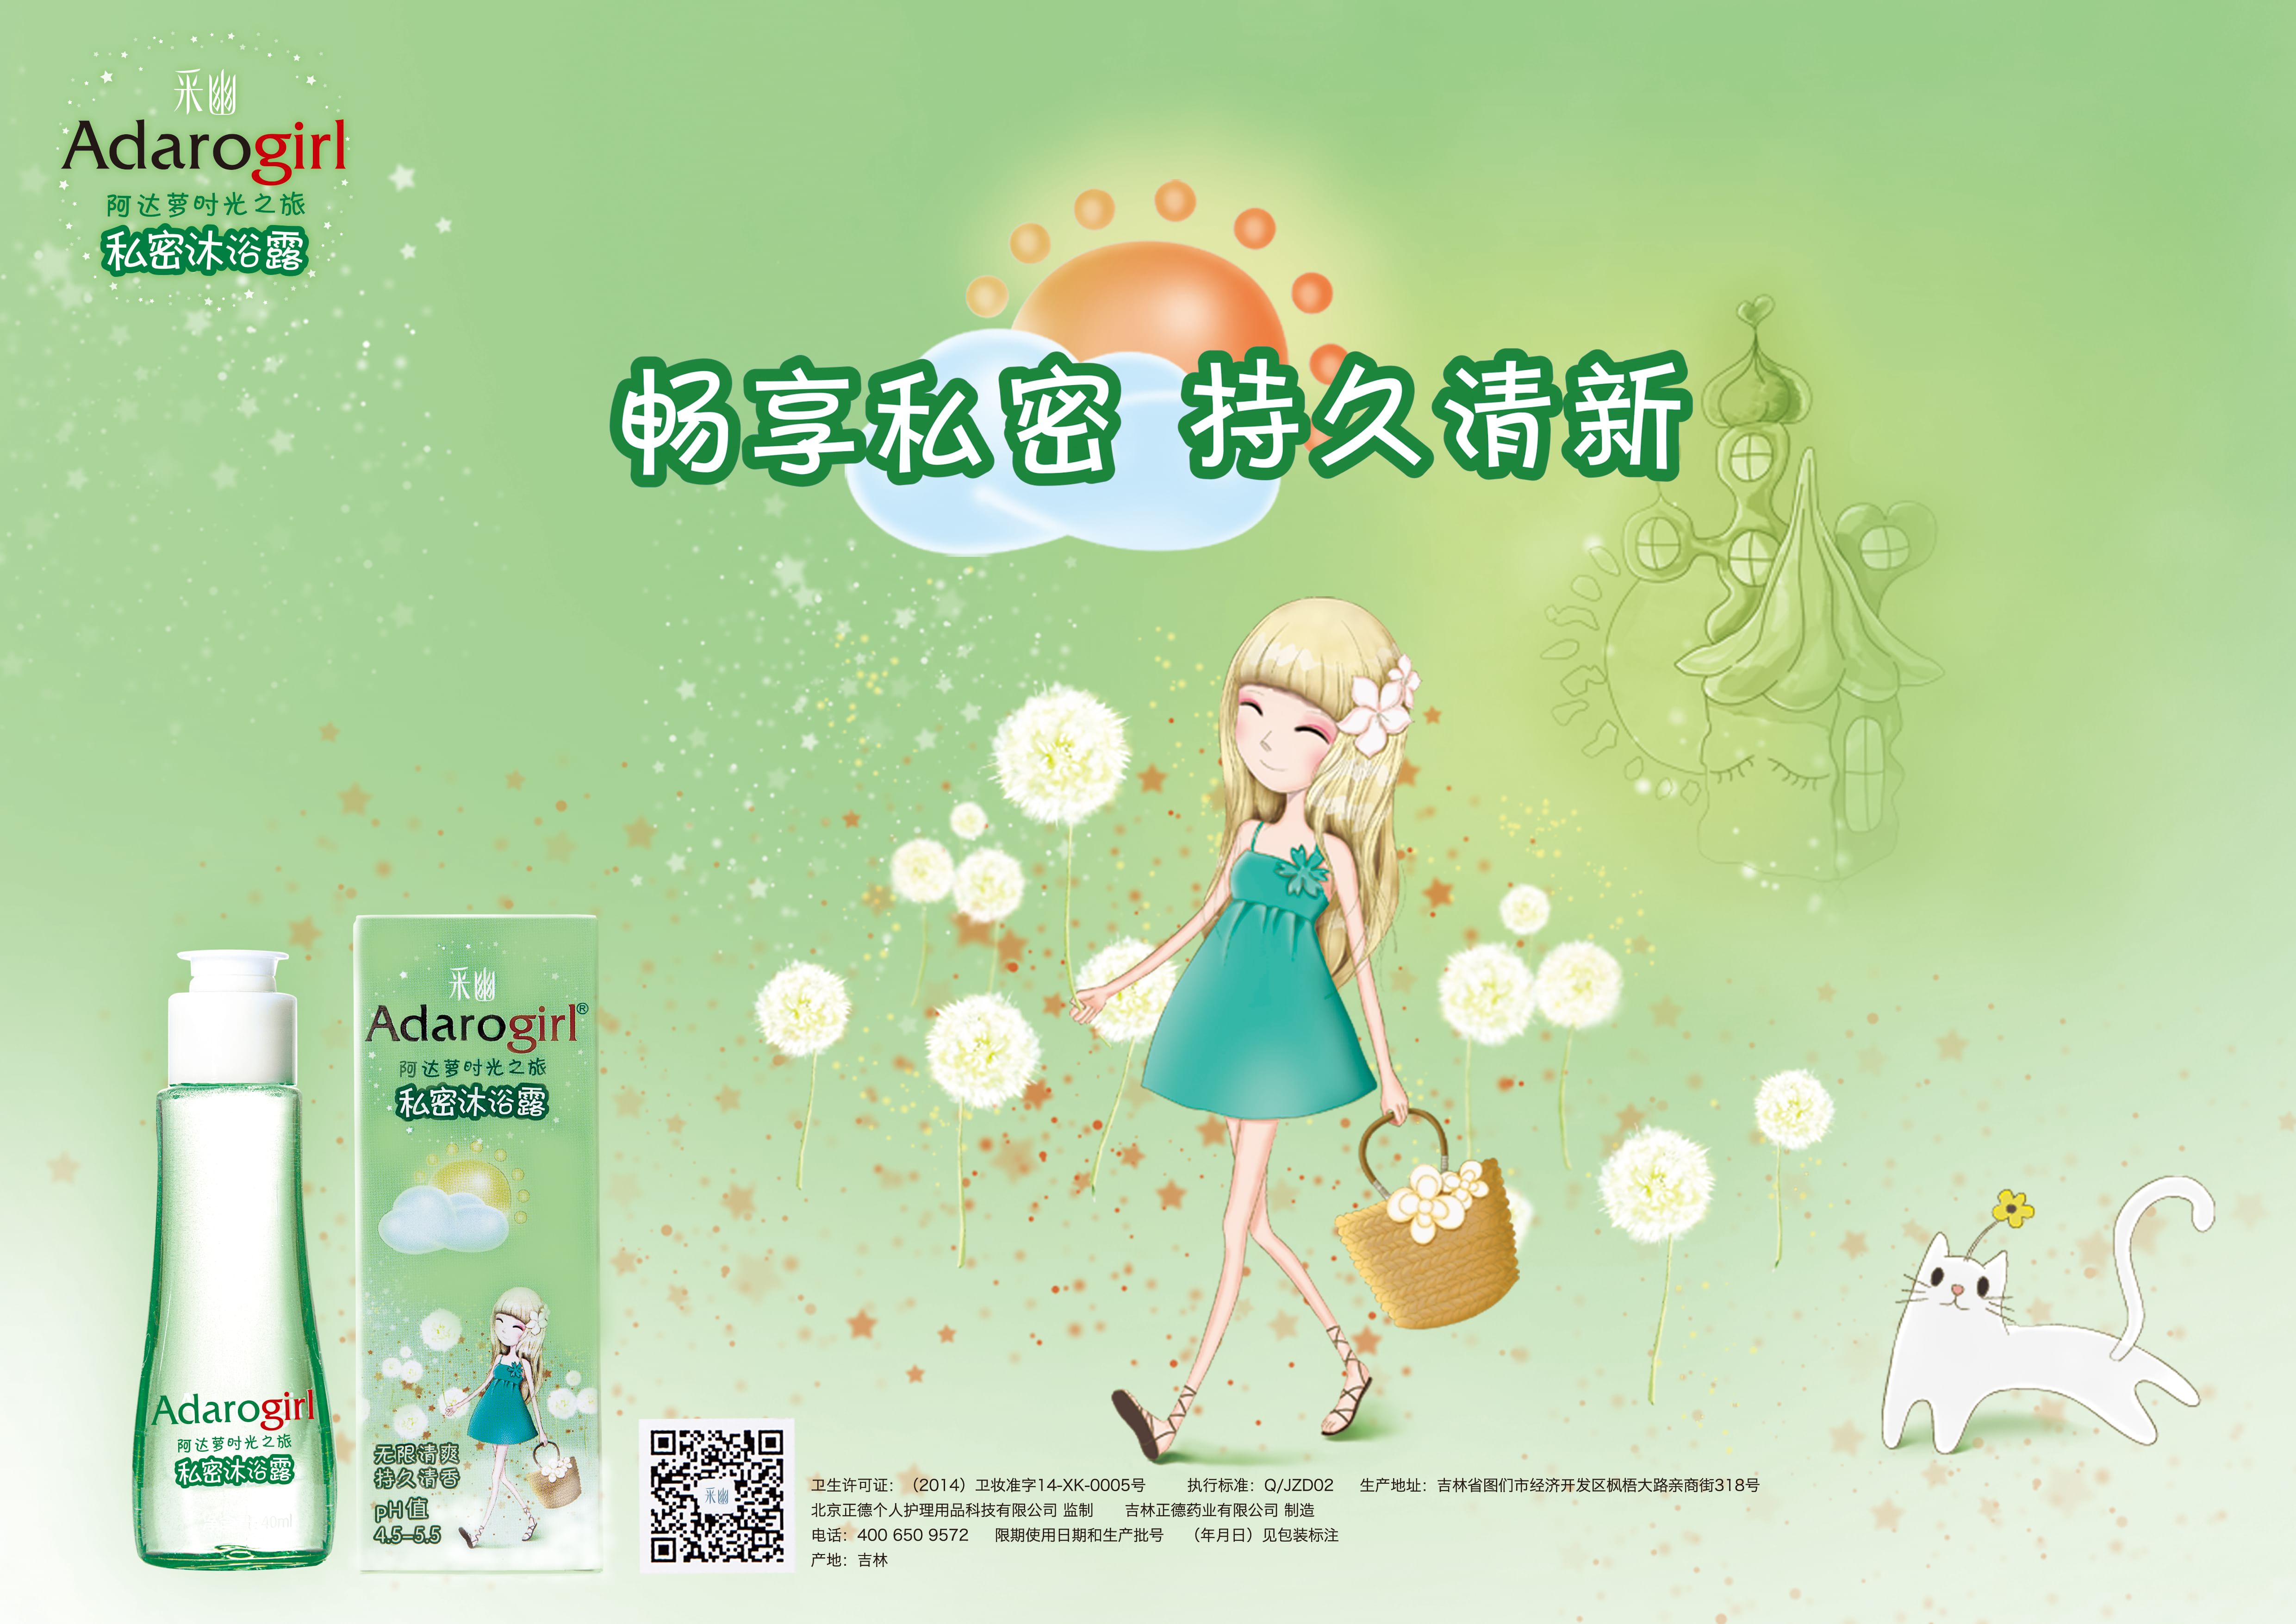 采幽
Adarogirl
阿达萝时光之旅
私密沐浴露
畅享私密 持久清新
采幽
Adarogirl®
阿达萝时光之旅
私密沐浴露
无限清爽
持久清香
pH值
4.5-5.5
Adarogirl
阿达萝时光之旅
私密沐浴露
采幽
卫生许可证：（2014）卫妆准字14-XK-0005号 执行标准：Q/JZD02 生产地址：吉林省图们市经济开发区枫梧大路亲商街318号
北京正德个人护理用品科技有限公司 监制 吉林正德药业有限公司 制造
电话：400 650 9572 限期使用日期和生产批号 （年月日）见包装标注
产地：吉林